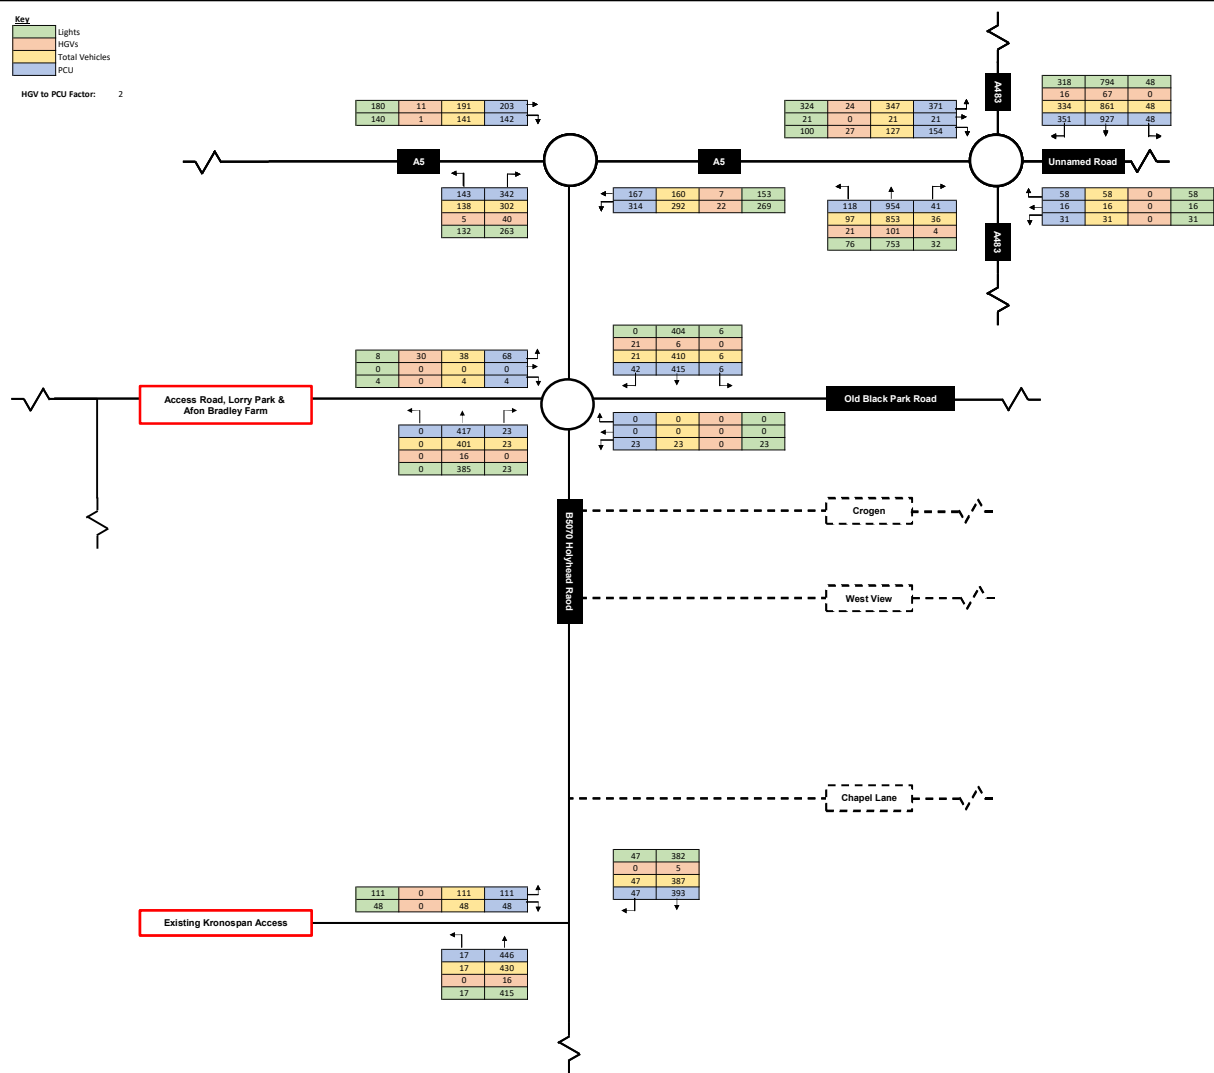 Key
Lights
HGVs
Total Vehicles
PCU
HGV to PCU Factor: 2
180 11 191 203
140 1 141 142
324 24 347 371
21 0 21 21
100 27 127 154
A483
318 794 48
16 67 0
334 861 48
351 927 48
A5
A5
Unnamed Road
143 342
138 302
5 40
132 263
167 160 7 153
314 292 22 269
118 954 41
97 853 36
21 101 4
76 753 32
58 58 0 58
16 16 0 16
31 31 0 31
A483
8 30 38 68
0 0 0 0
4 0 4 4
0 404 6
21 6 0
21 410 6
42 415 6
Access Road, Lorry Park &
Afon Bradley Farm
Old Black Park Road
0 417 23
0 401 23
0 16 0
0 385 23
0 0 0 0
0 0 0 0
23 23 0 23
B5070 Holyhead Raod
Crogen
West View
Chapel Lane
47 382
0 5
47 387
47 393
111 0 111 111
48 0 48 48
Existing Kronospan Access
17 446
17 430
0 16
17 415